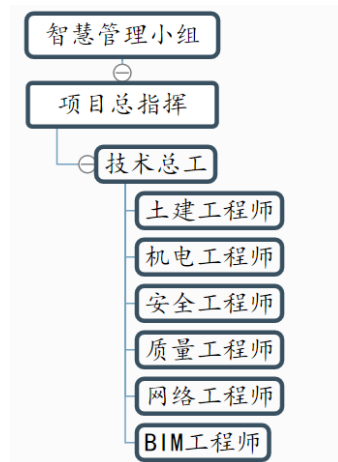 智慧管理小组
项目总指挥
技术总工
土建工程师
机电工程师
安全工程师
质量工程师
网络工程师
BIM工程师